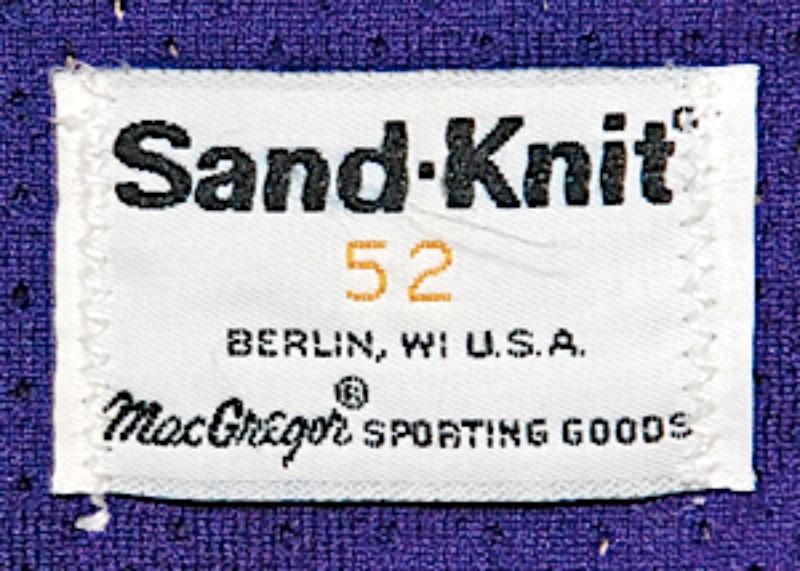 Sand·Knit®
52
BERLIN, WI U.S.A.
MacGregor® SPORTING GOODS